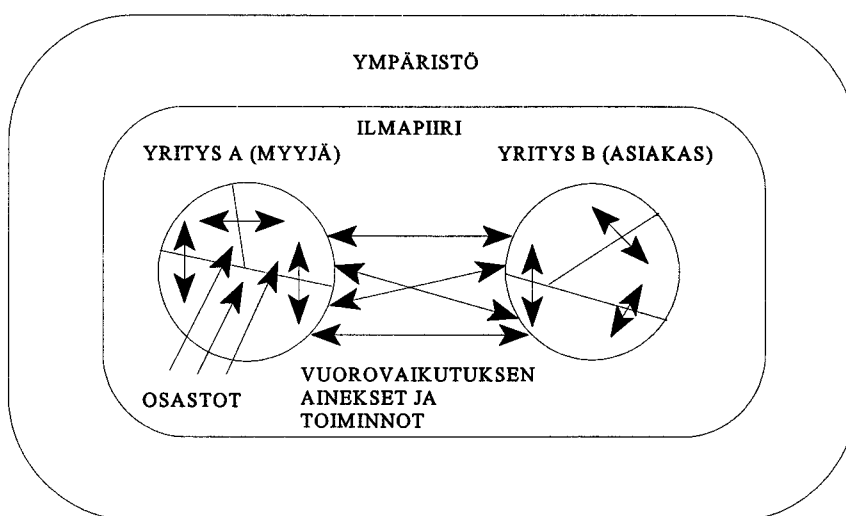 YMPÄRISTÖ
ILMAPIIRI
YRITYS A (MYYJÄ)
YRITYS B (ASIAKAS)
OSASTOT
VUOROVAIKUTUKSEN
AINEKSET JA
TOIMINNOT